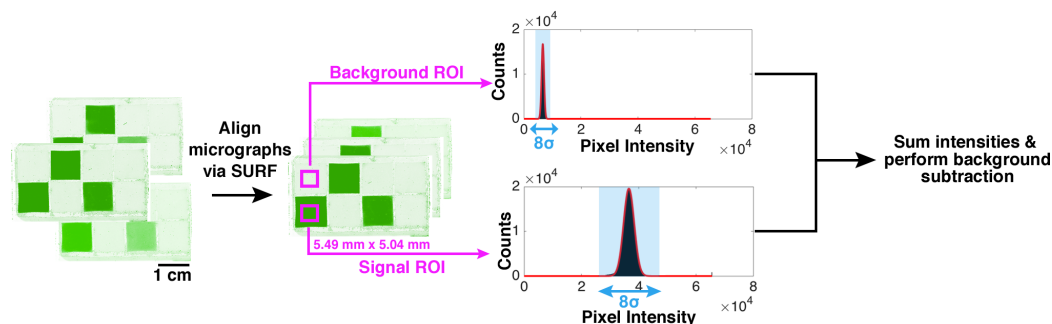 1 cm
Align
micrographs
via SURF
Background ROI
5.49 mm x 5.04 mm
Signal ROI
×10⁴
Counts
2
1
0
0 2 4 6 8
×10⁴
8σ
Pixel Intensity
×10⁴
Counts
2
1
0
0 2 4 6 8
×10⁴
8σ
Pixel Intensity
Sum intensities &
perform background
subtraction